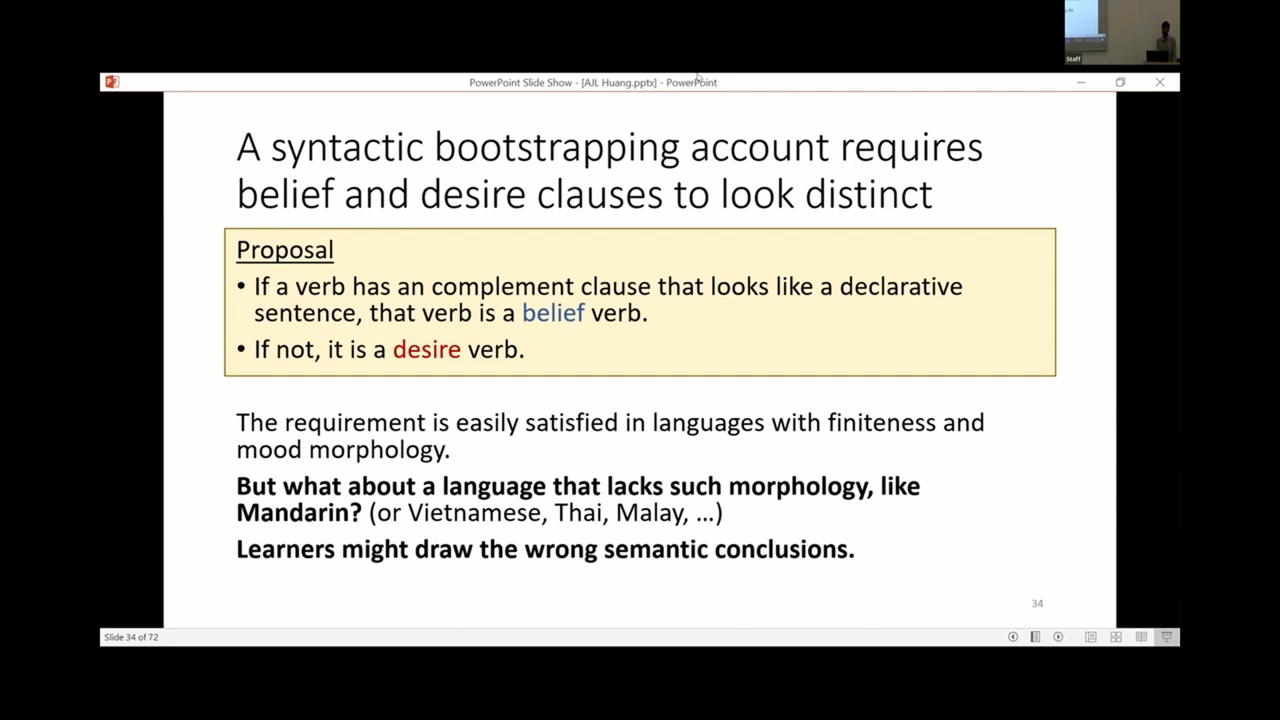 Staff
PowerPoint Slide Show - [AJL Huang.pptx] - PowerPoint
A syntactic bootstrapping account requires
belief and desire clauses to look distinct
Proposal
• If a verb has an complement clause that looks like a declarative
sentence, that verb is a belief verb.
• If not, it is a desire verb.
The requirement is easily satisfied in languages with finiteness and
mood morphology.
But what about a language that lacks such morphology, like
Mandarin? (or Vietnamese, Thai, Malay, …)
Learners might draw the wrong semantic conclusions.
34
Slide 34 of 72